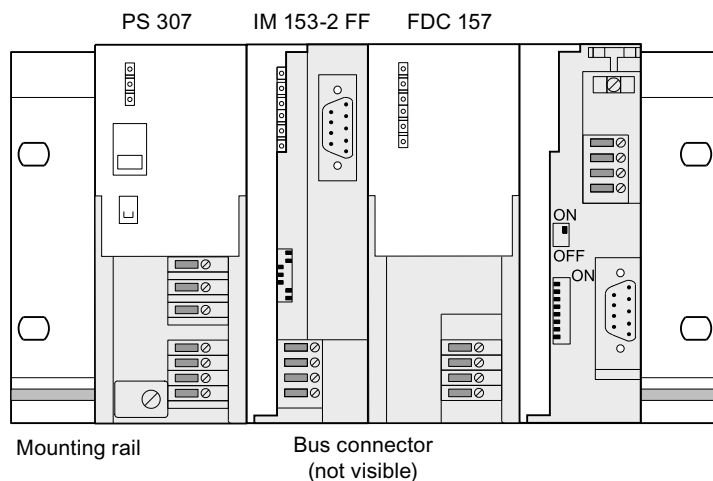 PS 307 IM 153-2 FF FDC 157
ON
OFF
ON
Mounting rail
Bus connector
(not visible)